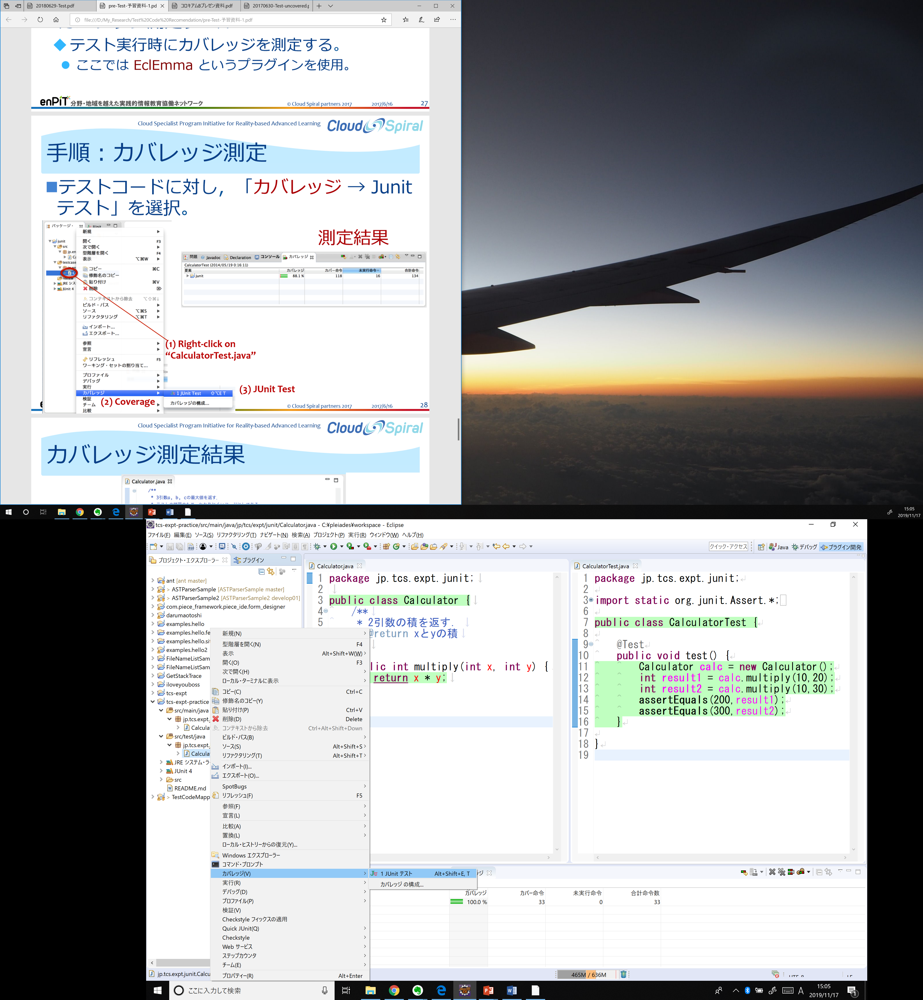 20180629-Test.pdf
pre-Test-予習資料-1.pd
コロキアムBプレゼン資料.pdf
20170630-Test-uncovered.p
file:///D:/My_Research/Test%20Code%20Recomendation/pre-Test-予習資料-1.pdf
テスト実行時にカバレッジを測定する。
ここでは EclEmma というプラグインを使用。
enPiT 分野・地域を越えた実践的情報教育協働ネットワーク
© Cloud Spiral partners 2017 2017/6/16 27
Cloud Specialist Program Initiative for Reality-based Advanced Learning Cloud Spiral
手順：カバレッジ測定
■テストコードに対し，「カバレッジ → Junit
テスト」を選択。
パッケージ・ JUnit
junit
src
jp.en
Ca
testcase
JRE シス
JUnit 4
新規
開く F3
次で開く
型階層を開く F4
表示 ⌥⌘W
コピー ⌘C
修飾名のコピー
貼り付け ⌘V
削除
コンテキストから除去 ⌥⇧⌘↓
ビルド・パス
ソース ⌥⌘S
リファクタリング ⌥⌘T
インポート...
エクスポート...
参照
宣言
リフレッシュ F5
ワーキング・セットの割り当て...
プロファイル
デバッグ
実行
カバレッジ
検証
チーム
比較
1 JUnit Test ⇧⌥E T
カバレッジの構成...
(1) Right-click on
“CalculatorTest.java”
(2) Coverage
(3) JUnit Test
測定結果
問題 Javadoc Declaration コンソール カバレッジ
CalculatorTest (2014/05/19 0:16:11)
要素 カバレッジ カバー命令 未実行命令 合計命令
junit 88.1 % 118 16 134
© Cloud Spiral partners 2017 2017/6/16 28
Cloud Specialist Program Initiative for Reality-based Advanced Learning Cloud Spiral
カバレッジ測定結果
Calculator.java
/**
* 3引数a, b, cの最大値を返す.
15:05
2019/11/17
tcs-expt-practice/src/main/java/jp/tcs/expt/junit/Calculator.java - C:¥pleiades¥workspace - Eclipse
ファイル(F) 編集(E) ソース(S) リファクタリング(T) ナビゲート(N) 検索(A) プロジェクト(P) 実行(R) ウィンドウ(W) ヘルプ(H)
クイック・アクセス Java デバッグ プラグイン開発
プロジェクト・エクスプローラー プラグイン
ant [ant master]
> ASTParserSample [ASTParserSample master]
> ASTParserSample2 [ASTParserSample2 develop01]
com.piece_framework.piece_ide.form_designer
darumaotoshi
examples.hello
examples.hello.fe
examples.hello.sit
examples.hello2
FileNameListSam
FileNameListSam
GetStackTrace
iloveyouboss
tcs-expt
tcs-expt-practice
src/main/java
jp.tcs.expt.
Calcula
src/test/java
jp.tcs.expt.
Calcula
JRE システム・ラ
JUnit 4
src
README.md
> TestCodeMapp
新規(N)
型階層を開く(N) F4
表示 Alt+Shift+W(W)
開く(O) F3
次で開く(H)
ローカル・ターミナルに表示
コピー(C) Ctrl+C
修飾名のコピー(Y)
貼り付け(P) Ctrl+V
削除(D) Delete
コンテキストから除去 Ctrl+Alt+Shift+Down
ビルド・パス(B)
ソース(S) Alt+Shift+S
リファクタリング(T) Alt+Shift+T
インポート(I)...
エクスポート(O)...
SpotBugs
リフレッシュ(F) F5
参照(F)
宣言(L)
比較(A)
置換(L)
ローカル・ヒストリーからの復元(Y)...
Windows エクスプローラー
コマンド・プロンプト
カバレッジ(V)
実行(R)
デバッグ(D)
プロファイル(P)
検証(V)
Checkstyle フィックスの適用
Quick JUnit(Q)
Checkstyle
Web サービス
ステップカウンタ
チーム(E)
プロパティー(R) Alt+Enter
1 JUnit テスト Alt+Shift+E, T
カバレッジ の構成...
Calculator.java
1 package jp.tcs.expt.junit;
2
3 public class Calculator {
4 /**
5 * 2引数の積を返す.
@return xとyの積
lic int multiply(int x, int y) {
return x * y;
CalculatorTest.java
1 package jp.tcs.expt.junit;
2
3 import static org.junit.Assert.*;
6
7 public class CalculatorTest {
8
9 @Test
10 public void test() {
11 Calculator calc = new Calculator();
12 int result1 = calc.multiply(10,20);
13 int result2 = calc.multiply(10,30);
14 assertEquals(200,result1);
15 assertEquals(300,result2);
16 }
17
18 }
19
ジ
カバレッジ カバー命令 未実行命令 合計命令数
100.0 % 33 0 33
jp.tcs.expt.junit.Calcu
465M / 636M
ここに入力して検索
A
15:05
2019/11/17
1